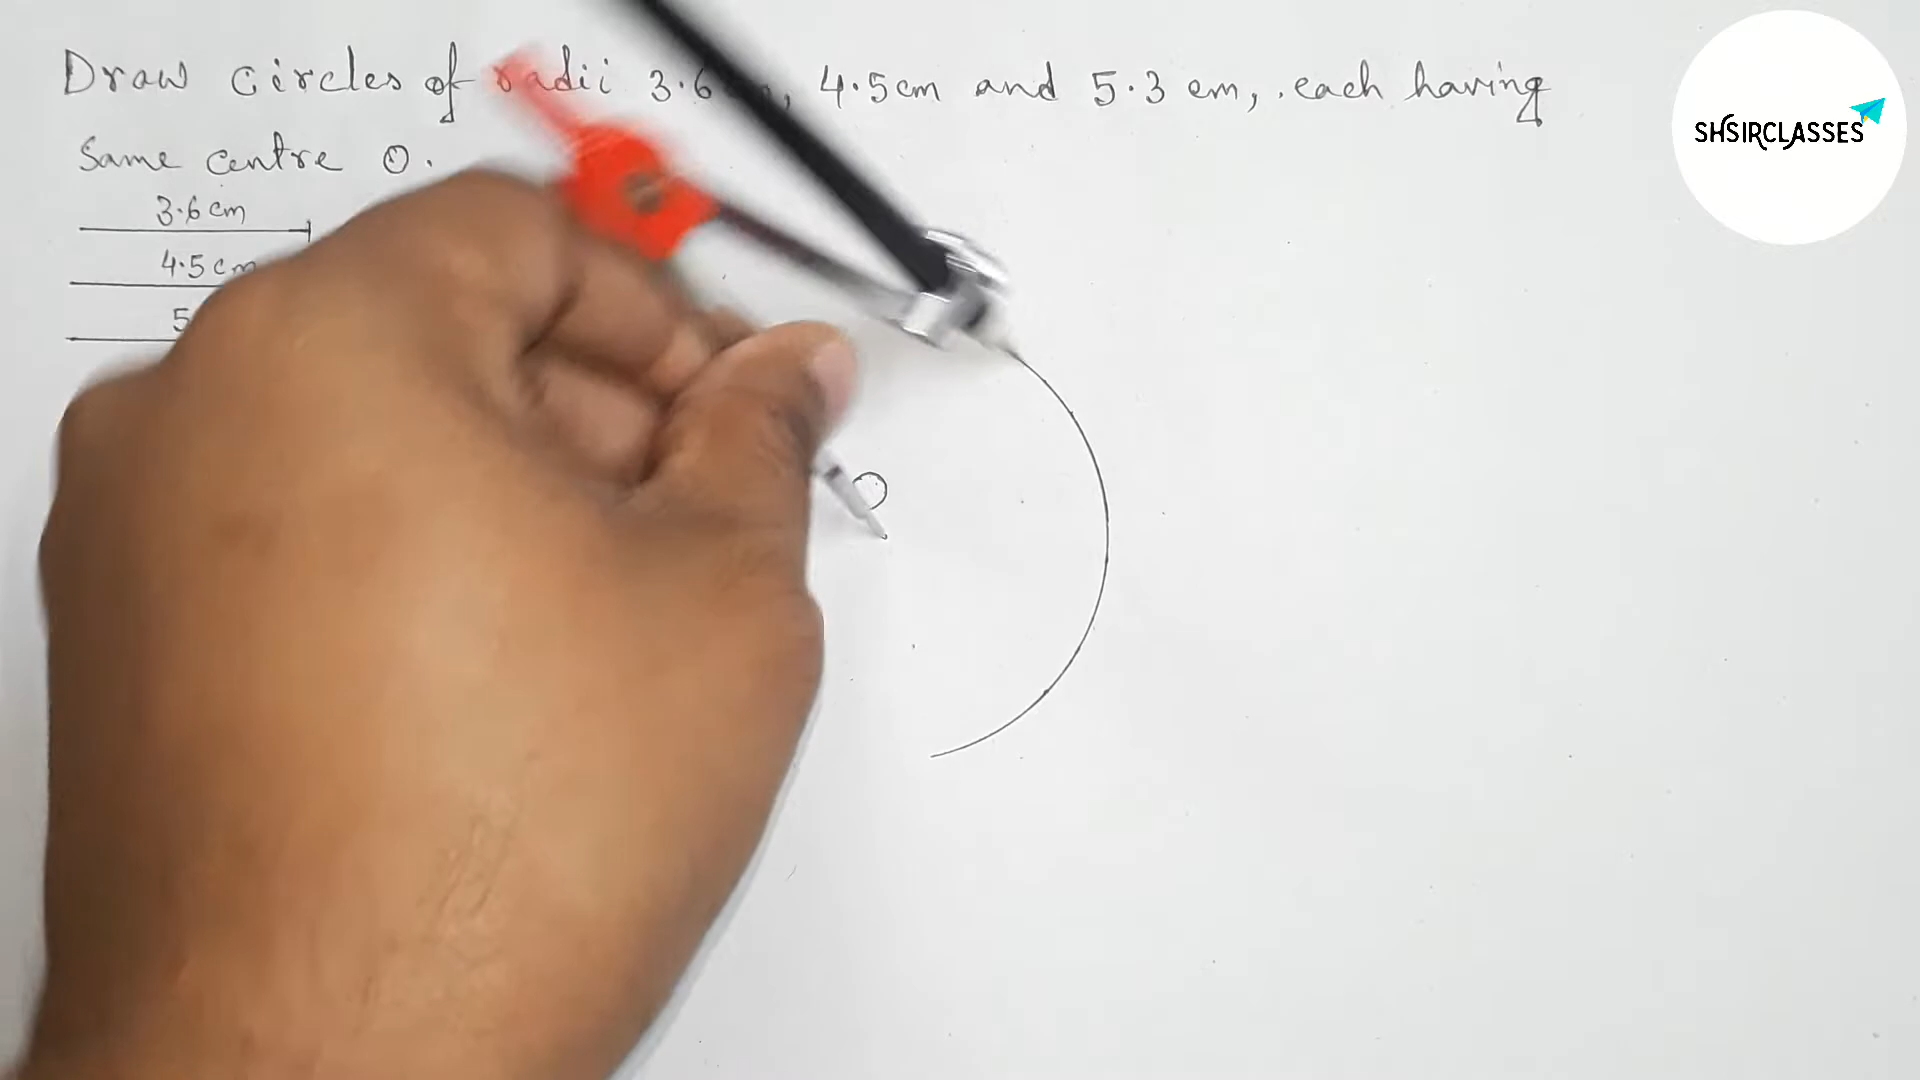 Draw circles of radii 3.6 , 4.5cm and 5.3 cm, each having
Same centre O.
3.6 cm
4.5 cm
5
O
SHSIRCLASSES